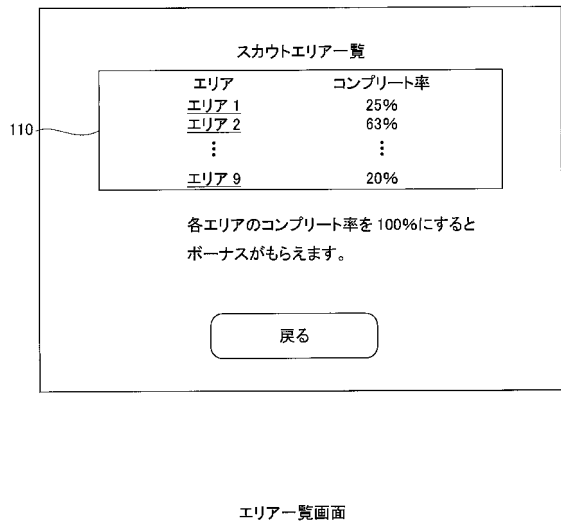 スカウトエリア一覧
エリア コンプリート率
エリア 1 25%
エリア 2 63%
⋮ ⋮
110
エリア 9 20%
各エリアのコンプリート率を 100%にすると
ボーナスがもらえます。
戻る
エリア一覧画面